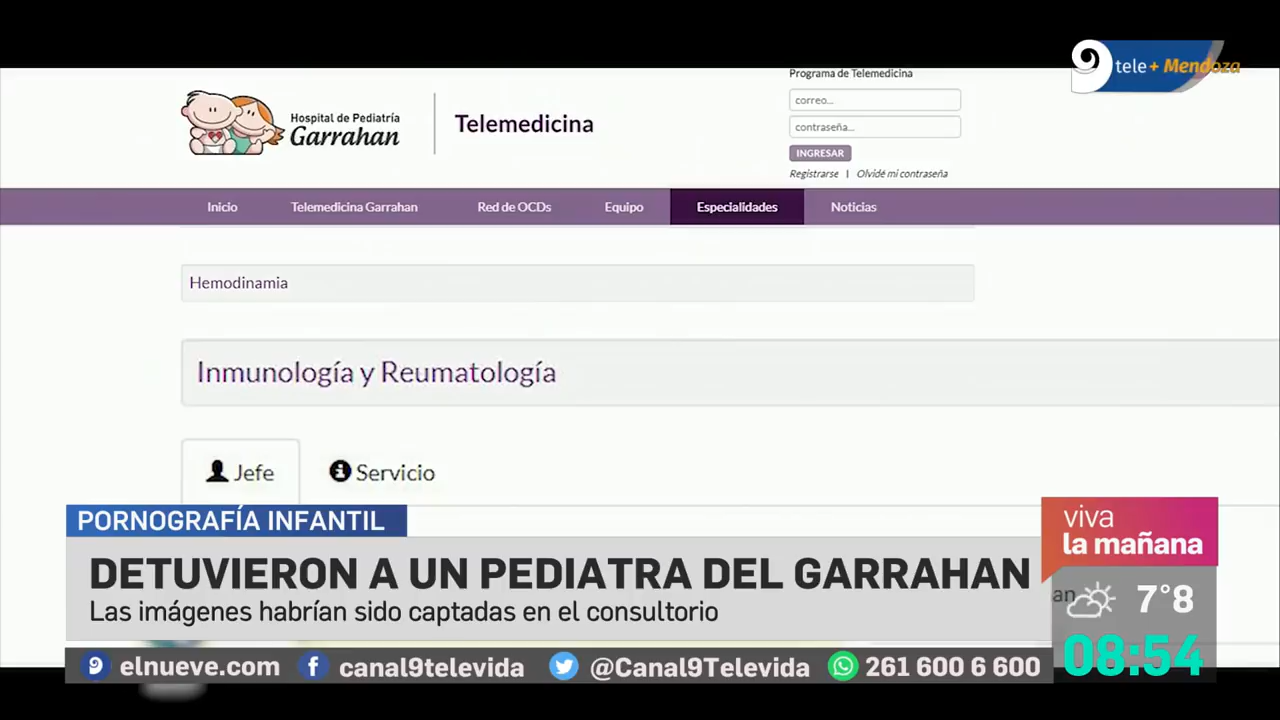 Programa de Telemedicina
9 tele + Mendoza
correo...
Hospital de Pediatría
Garrahan
Telemedicina
contraseña...
INGRESAR
Registrarse | Olvidé mi contraseña
Inicio Telemedicina Garrahan Red de OCDs Equipo Especialidades Noticias
Hemodinamia
Inmunología y Reumatología
Jefe Servicio
PORNOGRAFÍA INFANTIL
viva
la mañana
DETUVIERON A UN PEDIATRA DEL GARRAHAN
Las imágenes habrían sido captadas en el consultorio
7°8
elnueve.com canal9televida @Canal9Televida 261 600 6 600
08:54